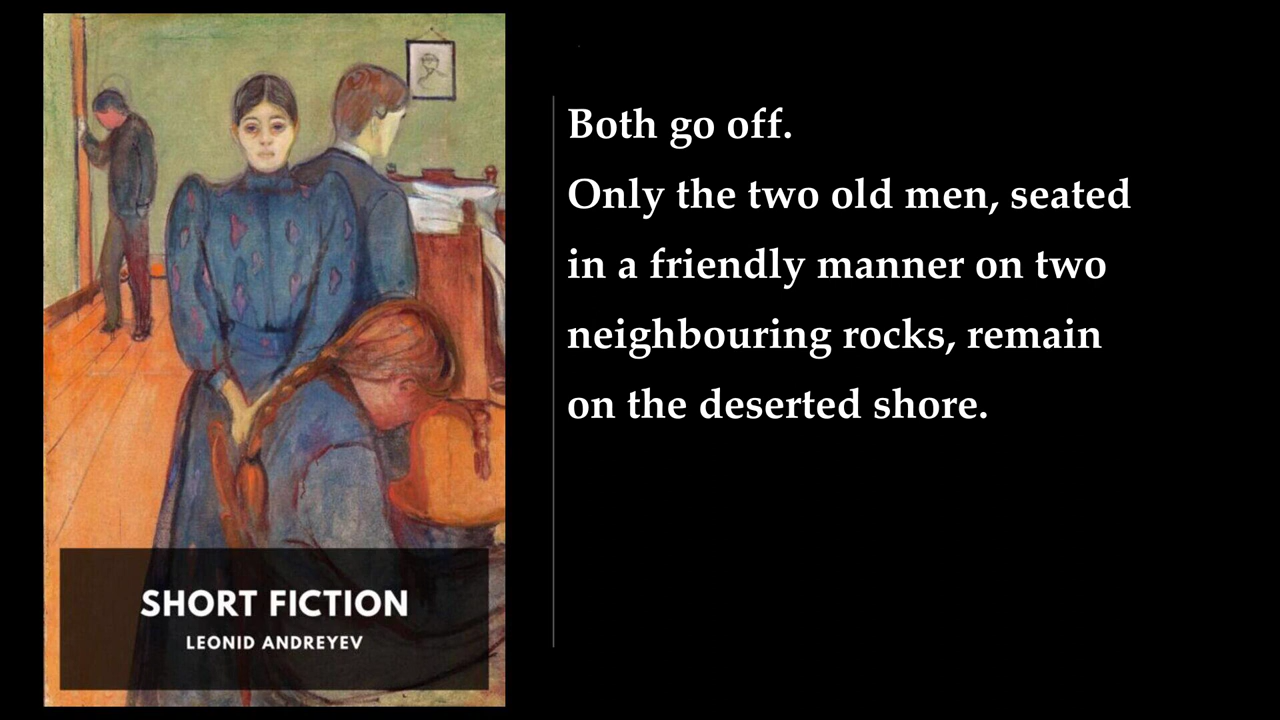 SHORT FICTION
LEONID ANDREYEV
Both go off.
Only the two old men, seated
in a friendly manner on two
neighbouring rocks, remain
on the deserted shore.